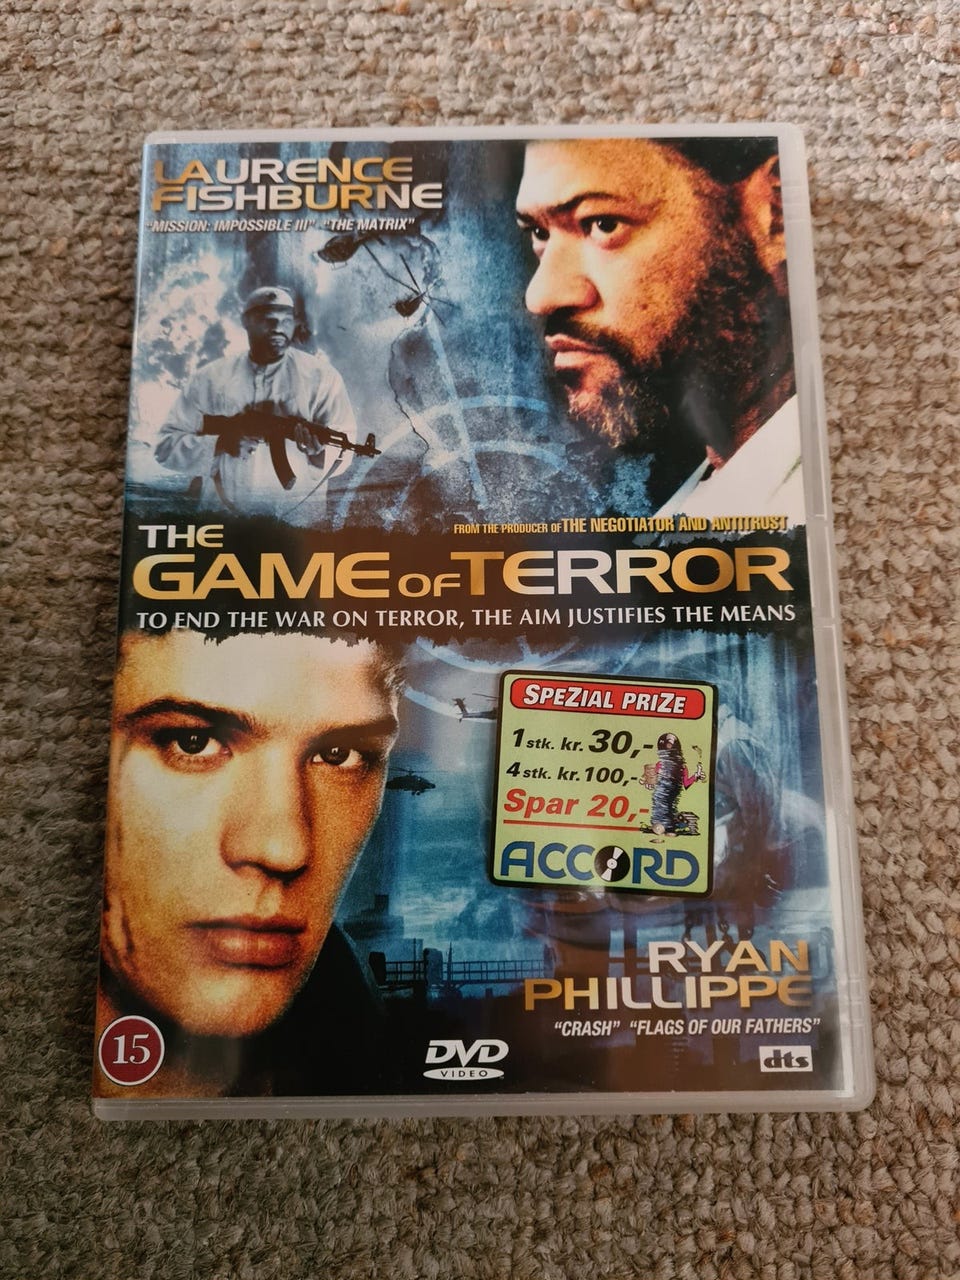 LAURENCE
FISHBURNE
"MISSION: IMPOSSIBLE III" "THE MATRIX"
FROM THE PRODUCER OF THE NEGOTIATOR AND ANTITRUST
THE
GAME OF TERROR
TO END THE WAR ON TERROR, THE AIM JUSTIFIES THE MEANS
SPEZIAL PRIZE
1 stk. kr. 30,-
4 stk. kr. 100,-
Spar 20,-
ACCORD
RYAN
PHILLIPPE
"CRASH" "FLAGS OF OUR FATHERS"
15
DVD
VIDEO
dts